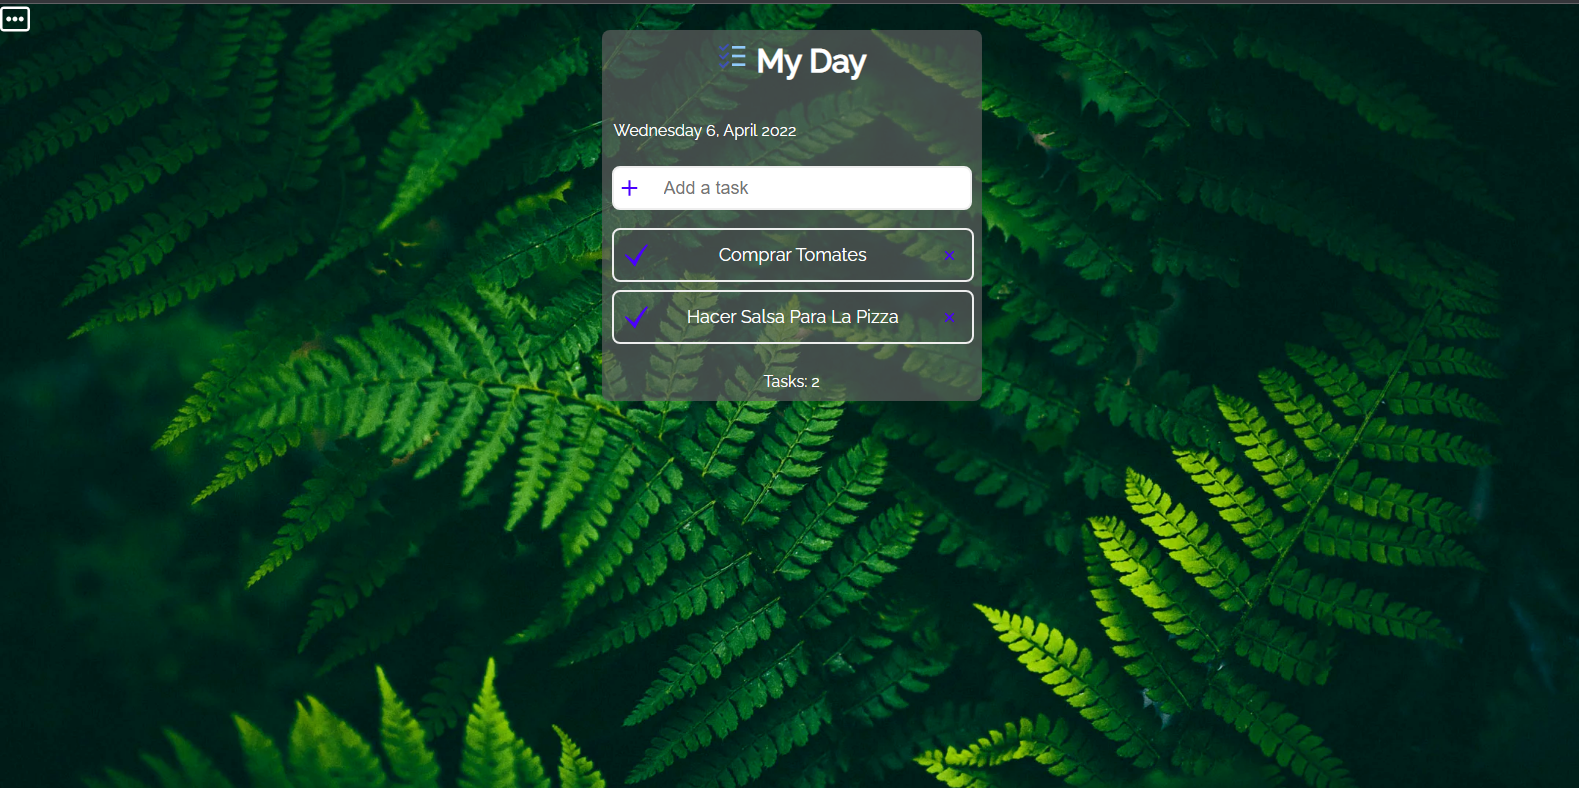 My Day
Wednesday 6, April 2022
Add a task
Comprar Tomates
Hacer Salsa Para La Pizza
Tasks: 2